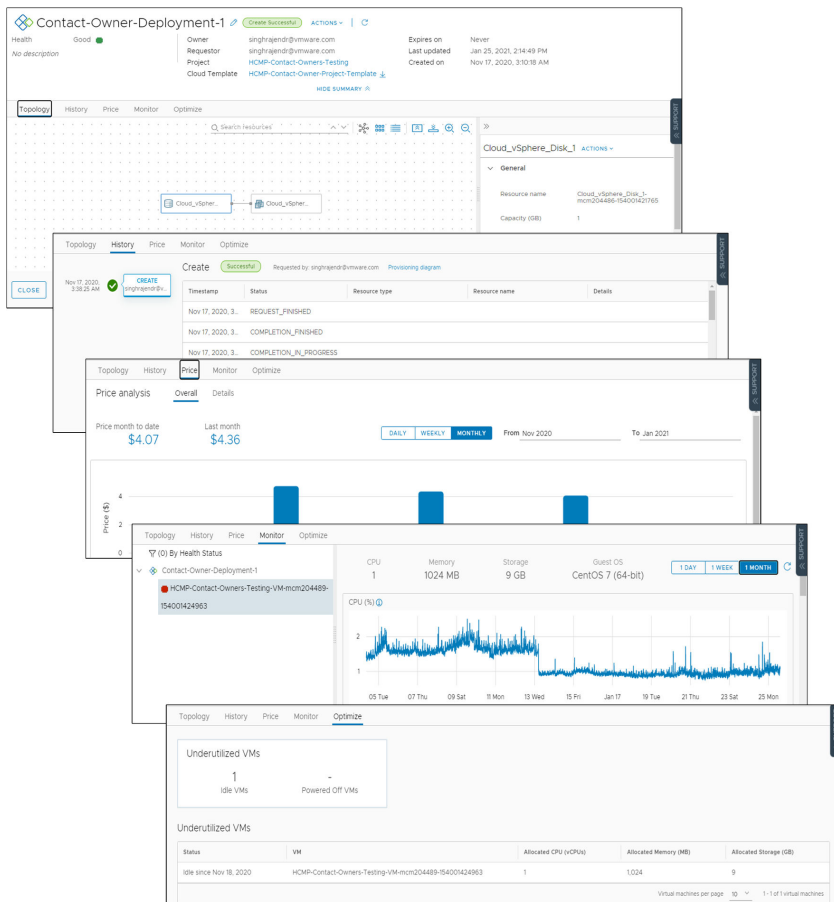 Contact-Owner-Deployment-1 Create Successful ACTIONS
Health Good Owner singhrajendr@vmware.com Expires on Never
No description Requestor singhrajendr@vmware.com Last updated Jan 25, 2021, 2:14:49 PM
Project HCMP-Contact-Owners-Testing Created on Nov 17, 2020, 3:10:18 AM
Cloud Template HCMP-Contact-Owner-Project-Template
HIDE SUMMARY
Topology History Price Monitor Optimize
SUPPORT
Search resources
Cloud_vSphere_Disk_1 ACTIONS
General
Cloud_vSpher... Cloud_vSpher...
Resource name Cloud_vSphere_Disk_1-
mcm204486-154001421765
Capacity (GB) 1
CLOSE
Topology History Price Monitor Optimize
SUPPORT
Nov 17, 2020, 3:38:25 AM
CREATE
singhrajendr@v...
Create Successful Requested by: singhrajendr@vmware.com Provisioning diagram
Timestamp Status Resource type Resource name Details
Nov 17, 2020, 3... REQUEST_FINISHED
Nov 17, 2020, 3... COMPLETION_FINISHED
Nov 17, 2020, 3... COMPLETION_IN_PROGRESS
Topology History Price Monitor Optimize
SUPPORT
Price analysis Overall Details
Price month to date Last month
$4.07 $4.36
DAILY WEEKLY MONTHLY From Nov 2020 To Jan 2021
Price ($)
4
2
0
Topology History Price Monitor Optimize
SUPPORT
(0) By Health Status
Contact-Owner-Deployment-1
HCMP-Contact-Owners-Testing-VM-mcm204489-
154001424963
CPU Memory Storage Guest OS
1 1024 MB 9 GB CentOS 7 (64-bit)
1 DAY 1 WEEK 1 MONTH
CPU (%)
2
1
05 Tue 07 Thu 09 Sat 11 Mon 13 Wed 15 Fri Jan 17 19 Tue 21 Thu 23 Sat 25 Mon
Topology History Price Monitor Optimize
Underutilized VMs
1 -
Idle VMs Powered Off VMs
Underutilized VMs
Status VM Allocated CPU (vCPUs) Allocated Memory (MB) Allocated Storage (GB)
Idle since Nov 18, 2020 HCMP-Contact-Owners-Testing-VM-mcm204489-154001424963 1 1,024 9
Virtual machines per page 10 1 - 1 of 1 virtual machines